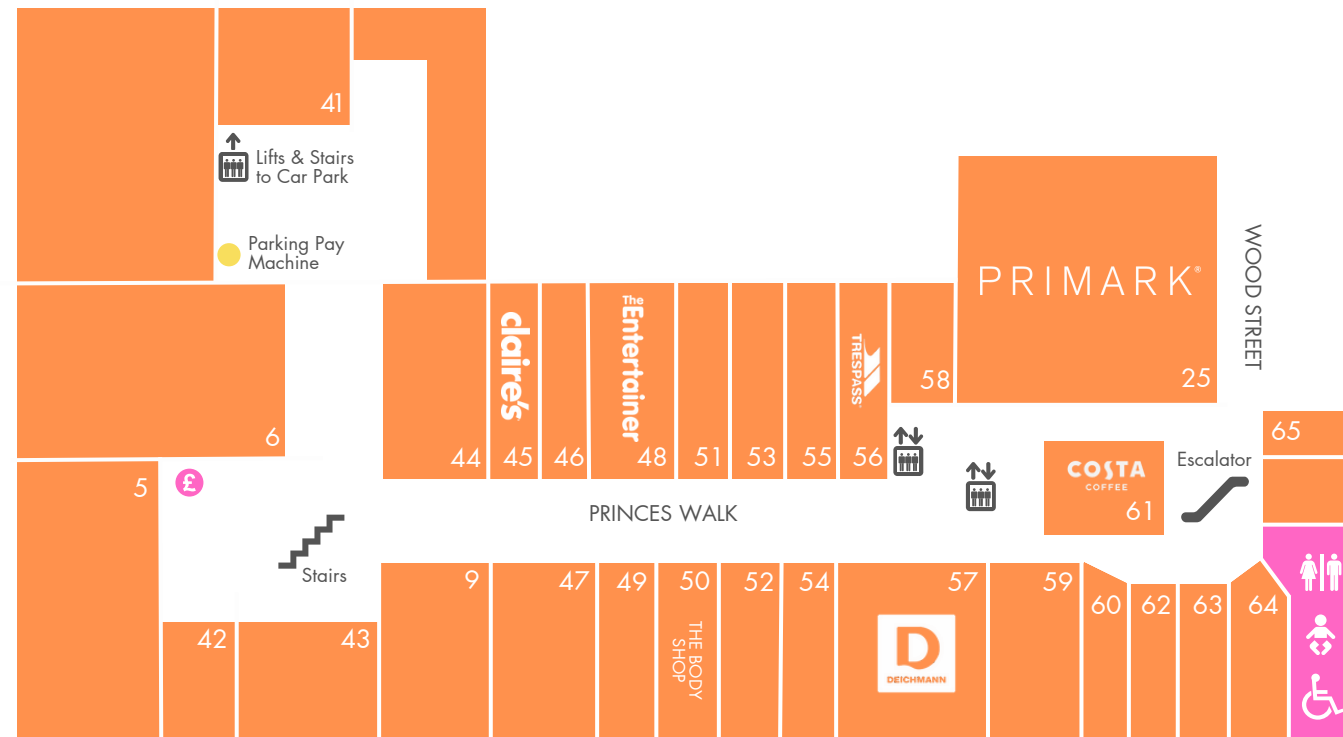 41
Lifts & Stairs
to Car Park
Parking Pay
Machine
PRIMARK®
25
WOOD STREET
6
44
claire's
45
46
The
Entertainer
48
51
53
55
TRESPASS
56
58
65
COSTA
COFFEE
61
Escalator
5
£
PRINCES WALK
Stairs
42
43
9
47
49
50
THE BODY
SHOP
52
54
57
D
DEICHMANN
59
60
62
63
64